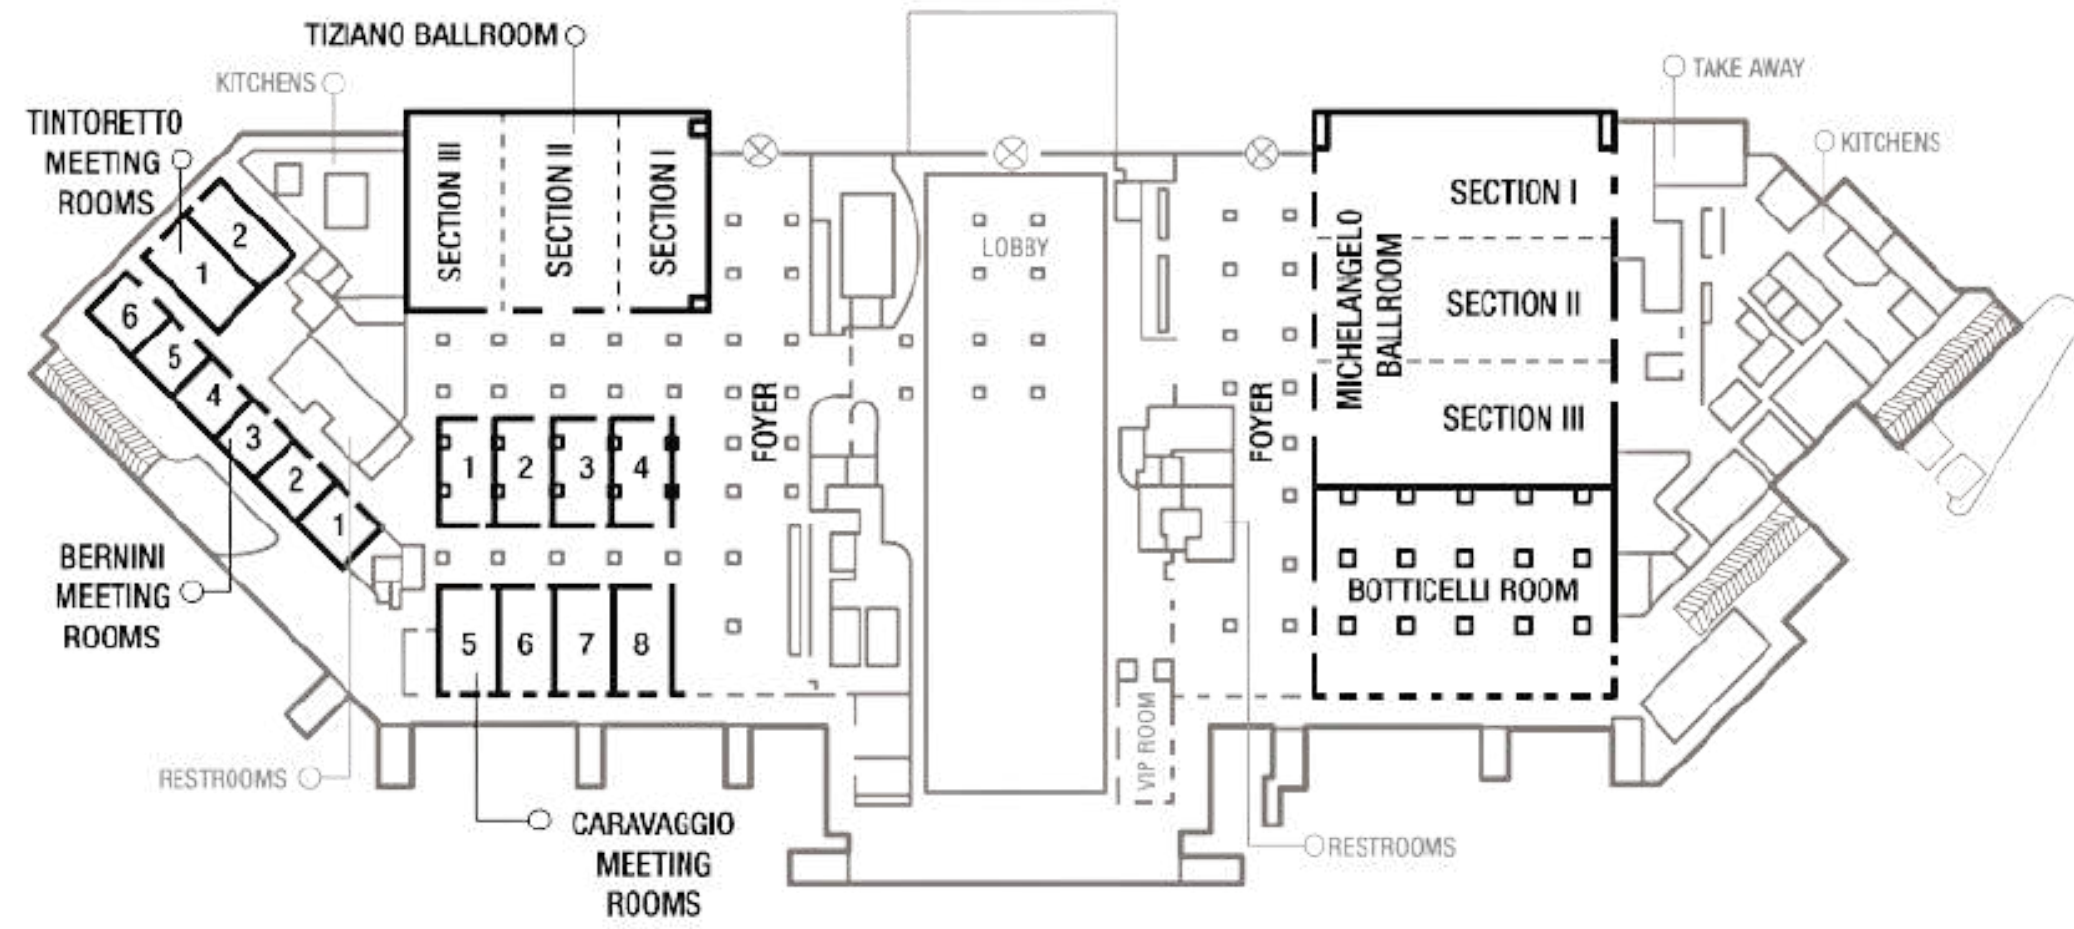 TIZIANO BALLROOM
KITCHENS
TAKE AWAY
TINTORETTO
MEETING
ROOMS
KITCHENS
SECTION III
SECTION II
SECTION I
2
1
LOBBY
MICHELANGELO
BALLROOM
SECTION I
SECTION II
SECTION III
6
5
4
3
2
1
1
2
3
4
FOYER
FOYER
BERNINI
MEETING
ROOMS
BOTTICELLI ROOM
5
6
7
8
VIP ROOM
RESTROOMS
CARAVAGGIO
MEETING
ROOMS
RESTROOMS